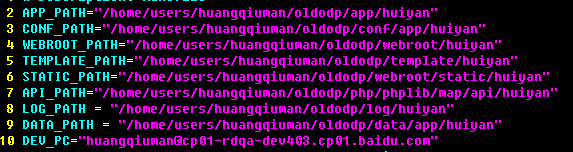 2 APP_PATH="/home/users/huangqiuman/oldodp/app/huiyan"
3 CONF_PATH="/home/users/huangqiuman/oldodp/conf/app/huiyan"
4 WEBROOT_PATH="/home/users/huangqiuman/oldodp/webroot/huiyan"
5 TEMPLATE_PATH="/home/users/huangqiuman/oldodp/template/huiyan"
6 STATIC_PATH="/home/users/huangqiuman/oldodp/webroot/static/huiyan"
7 API_PATH="/home/users/huangqiuman/oldodp/php/phplib/map/api/huiyan"
8 LOG_PATH = "/home/users/huangqiuman/oldodp/log/huiyan"
9 DATA_PATH = "/home/users/huangqiuman/oldodp/data/app/huiyan"
10 DEV_PC="huangqiuman@cp01-rdqa-dev403.cp01.baidu.com"